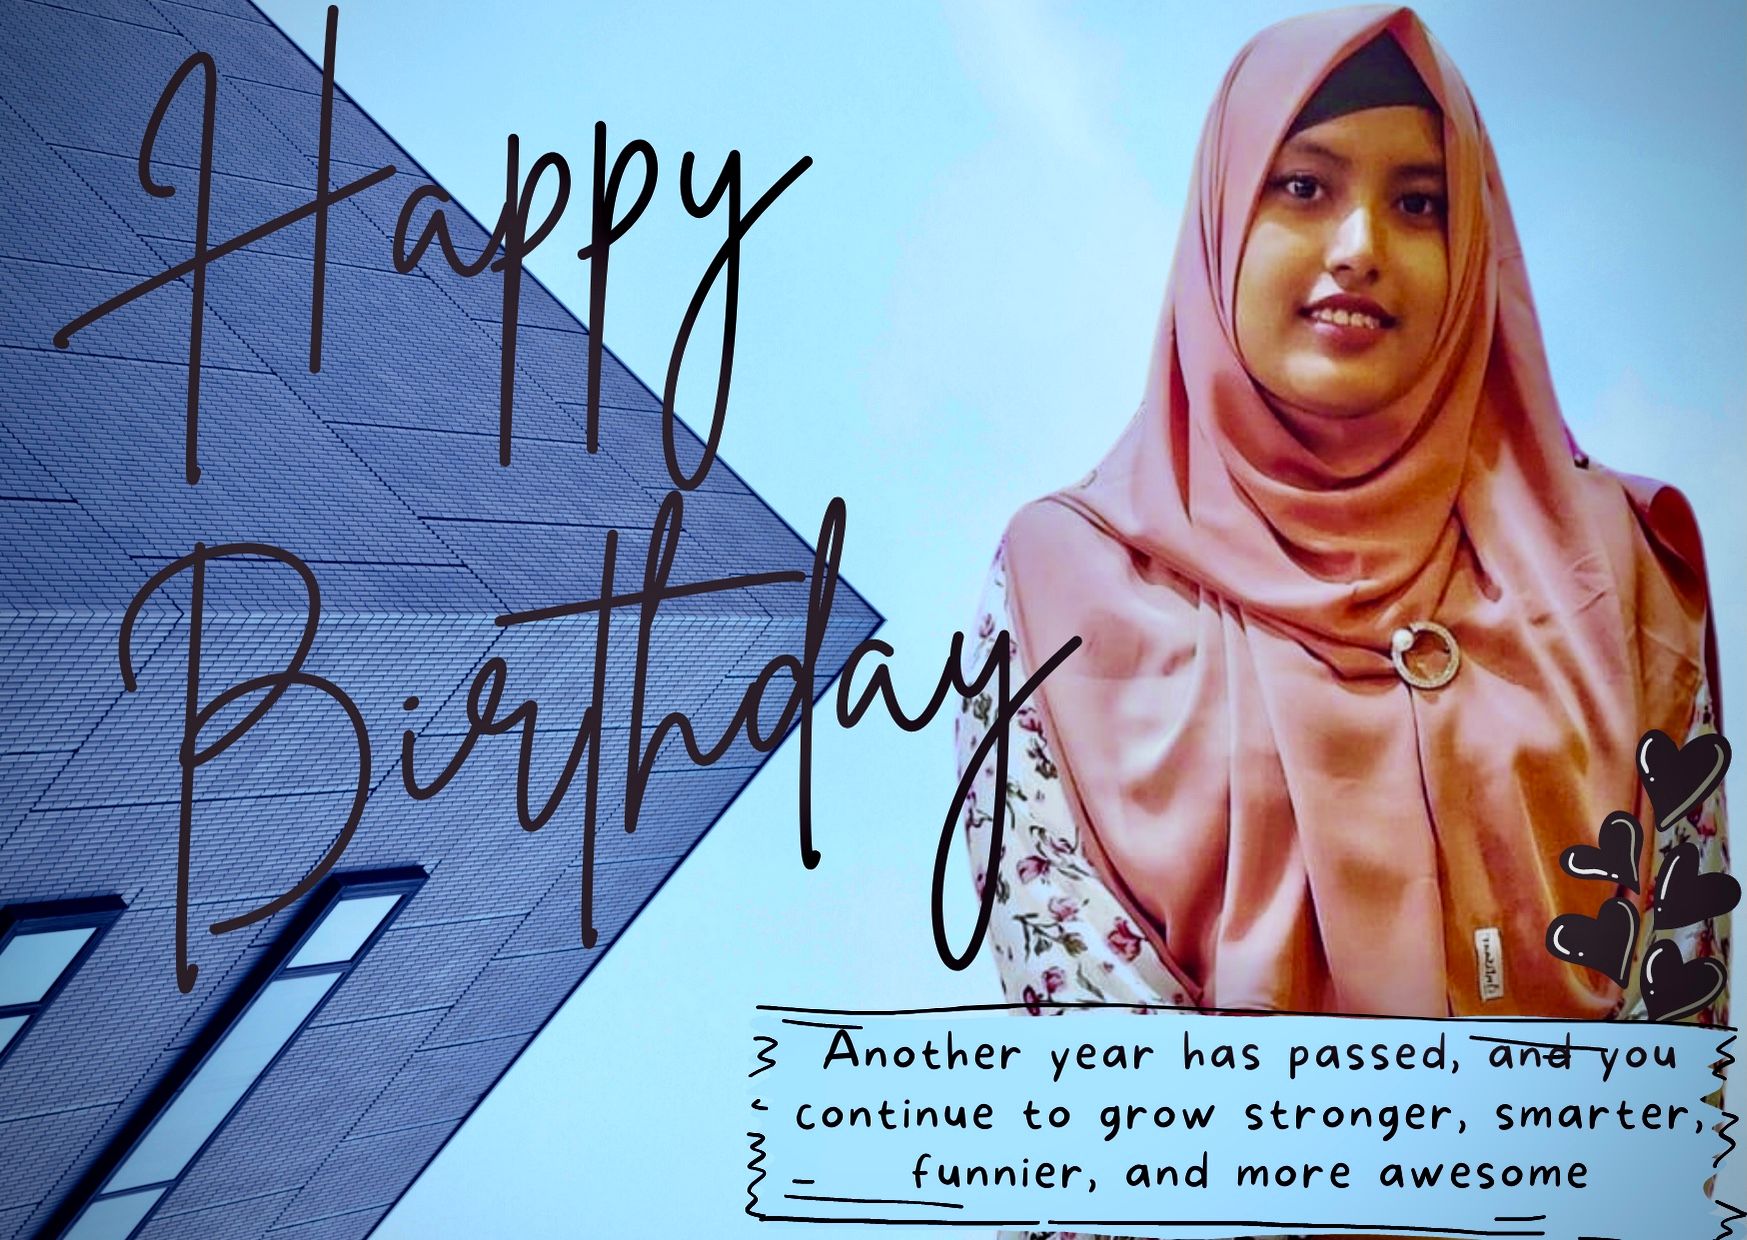 Happy
Birthday
Another year has passed, and you
continue to grow stronger, smarter,
funnier, and more awesome